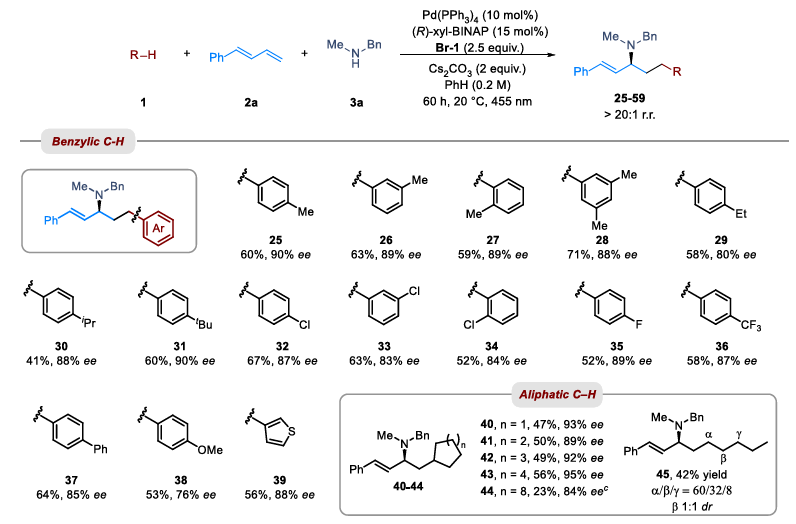 R–H + Ph + Me N H Bn
Pd(PPh3)4 (10 mol%)
(R)-xyl-BINAP (15 mol%)
Br-1 (2.5 equiv.)
Cs2CO3 (2 equiv.)
PhH (0.2 M)
60 h, 20 °C, 455 nm
Me N Bn
Ph R
1 2a 3a
25-59
> 20:1 r.r.
Benzylic C-H
Me N Bn
Ph Ar
Me
25
60%, 90% ee
Me
26
63%, 89% ee
Me
27
59%, 89% ee
Me
Me
28
71%, 88% ee
Et
29
58%, 80% ee
iPr
30
41%, 88% ee
tBu
31
60%, 90% ee
Cl
32
67%, 87% ee
Cl
33
63%, 83% ee
Cl
34
52%, 84% ee
F
35
52%, 89% ee
CF3
36
58%, 87% ee
Ph
37
64%, 85% ee
OMe
38
53%, 76% ee
S
39
56%, 88% ee
Aliphatic C–H
Me N Bn
Ph
n
40-44
40, n = 1, 47%, 93% ee
41, n = 2, 50%, 89% ee
42, n = 3, 49%, 92% ee
43, n = 4, 56%, 95% ee
44, n = 8, 23%, 84% eec
Me N Bn
Ph α β γ
45, 42% yield
α/β/γ = 60/32/8
β 1:1 dr